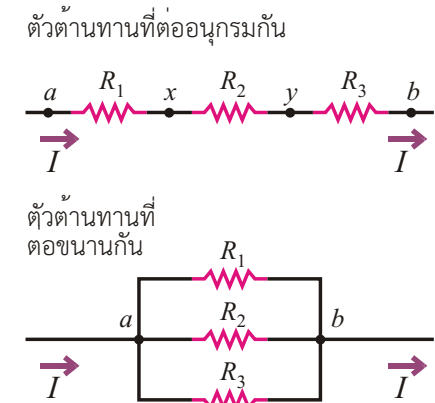 ตัวต้านทานที่ต่ออนุกรมกัน
a R₁ x R₂ y R₃ b
I I
ตัวต้านทานที่
ตอขนานกัน
R₁
a R₂ b
I R₃ I